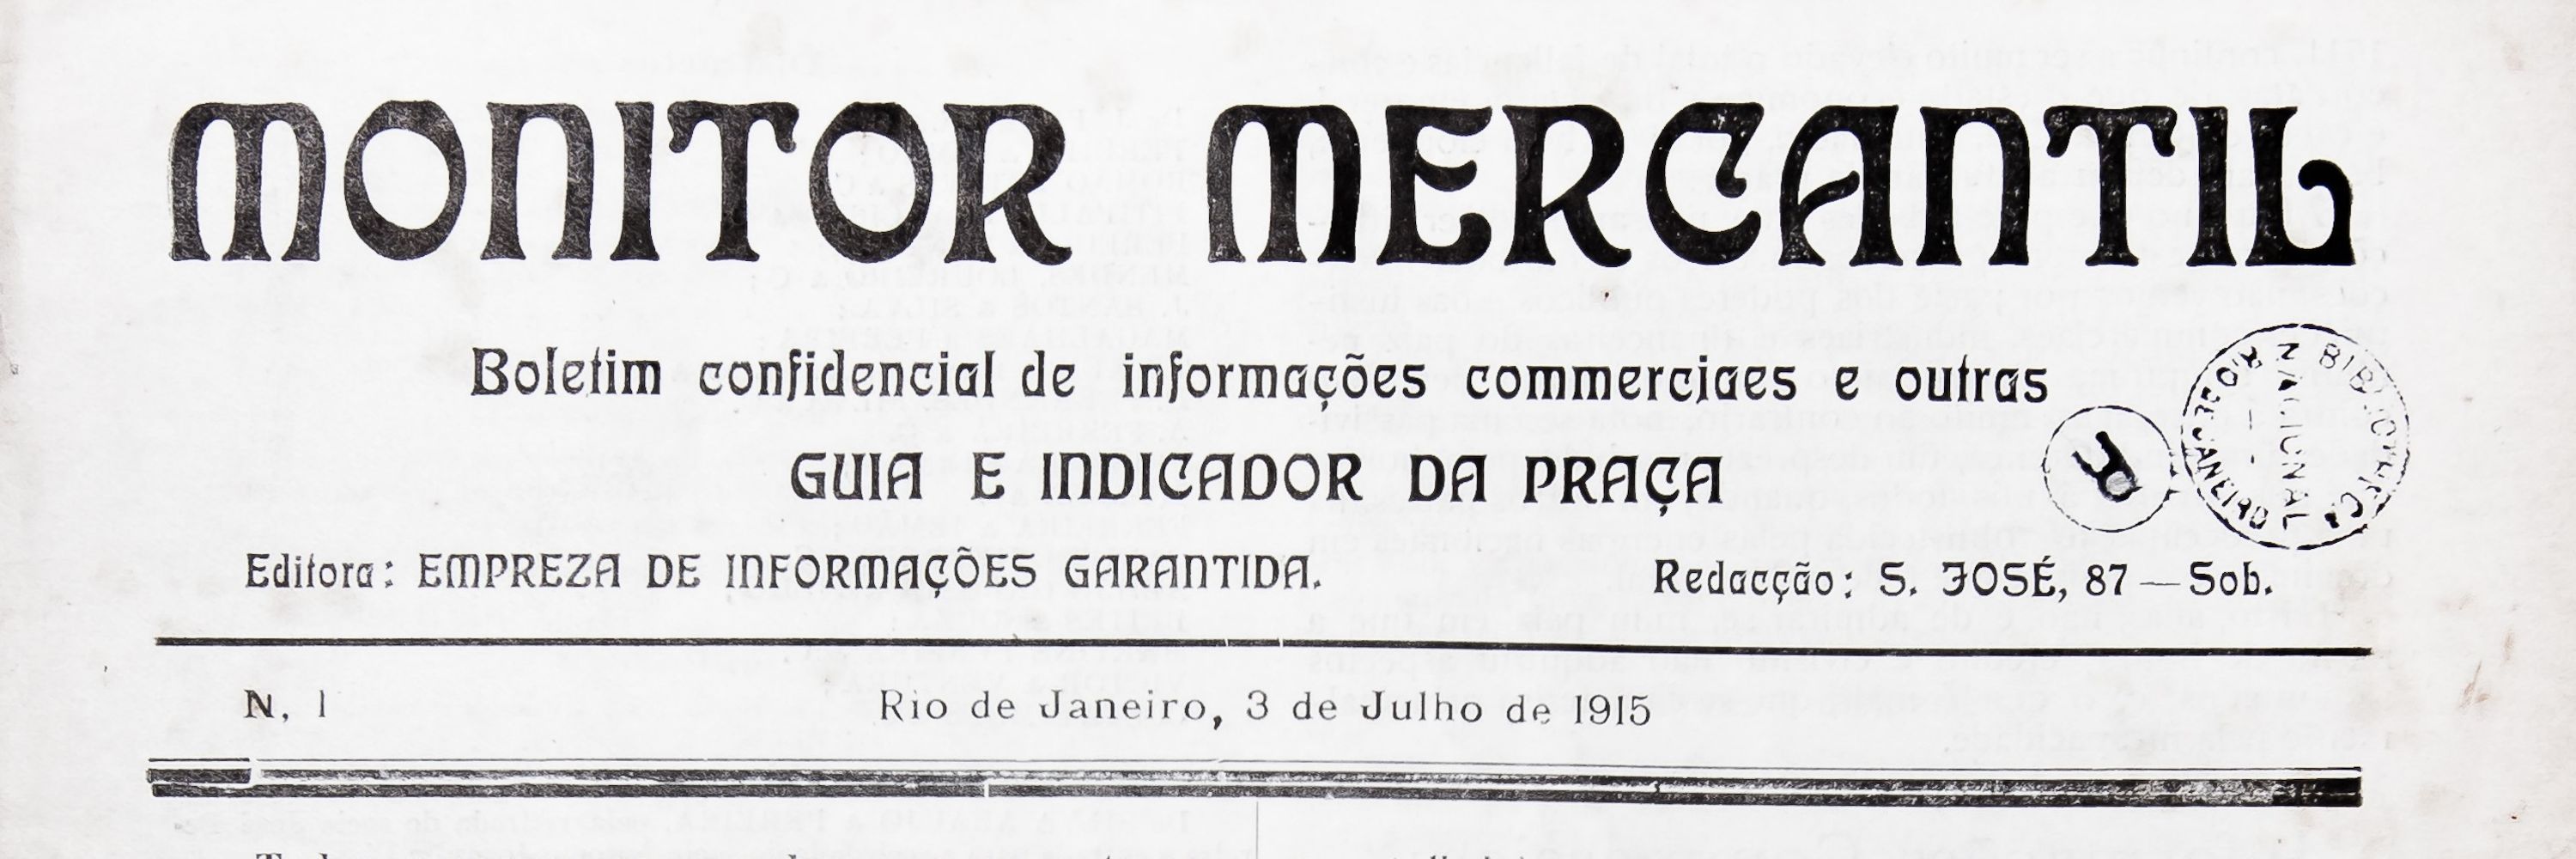 MONITOR MERCANTIL
Boletim confidencial de informações commerciaes e outras
GUIA E INDICADOR DA PRAÇA
BIBLIOTHECA NACIONAL
RIO DE JANEIRO
Editora: EMPREZA DE INFORMAÇÕES GARANTIDA.
Redacção: S. JOSÉ, 87 — Sob.
N. 1
Rio de Janeiro, 3 de Julho de 1915